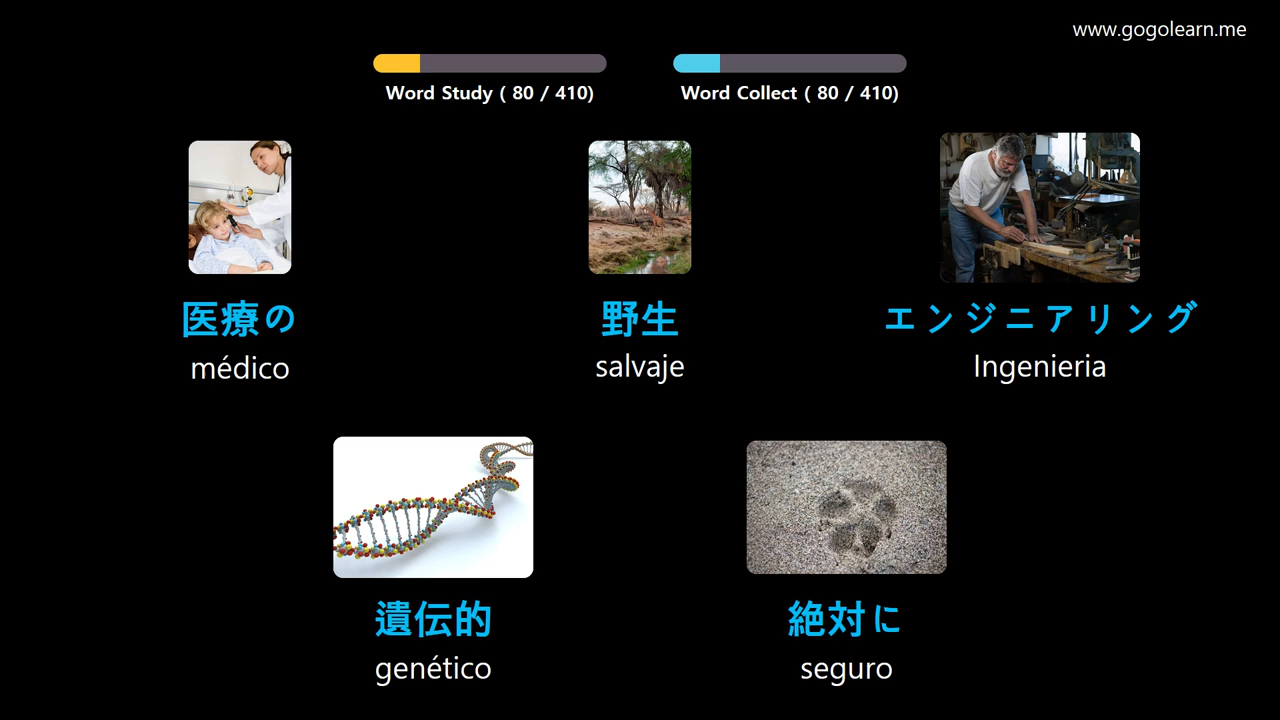 www.gogolearn.me
Word Study ( 80 / 410)
Word Collect ( 80 / 410)
医療の
médico
野生
salvaje
エンジニアリング
Ingenieria
遺伝的
genético
絶対に
seguro